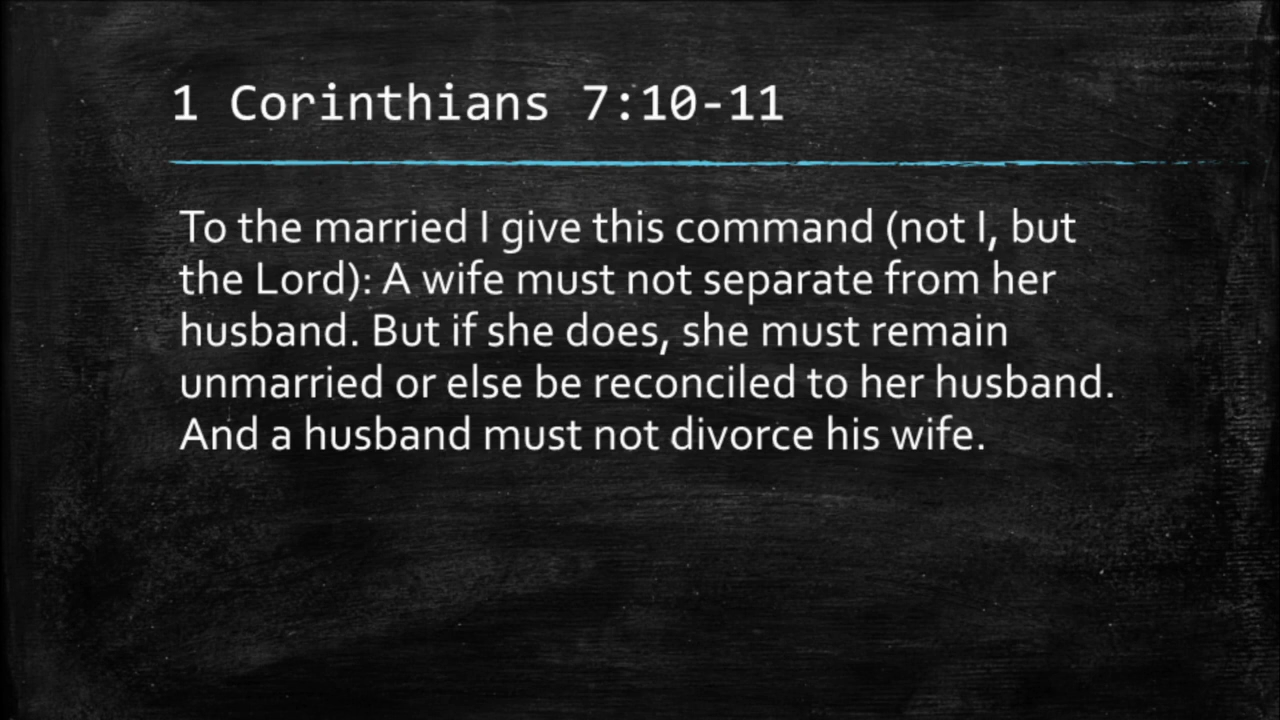 1 Corinthians 7:10-11
To the married I give this command (not I, but
the Lord): A wife must not separate from her
husband. But if she does, she must remain
unmarried or else be reconciled to her husband.
And a husband must not divorce his wife.